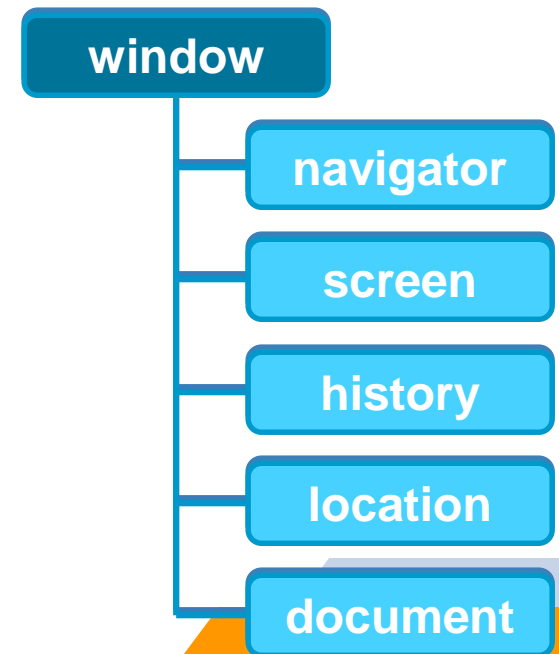 window
navigator
screen
history
location
document